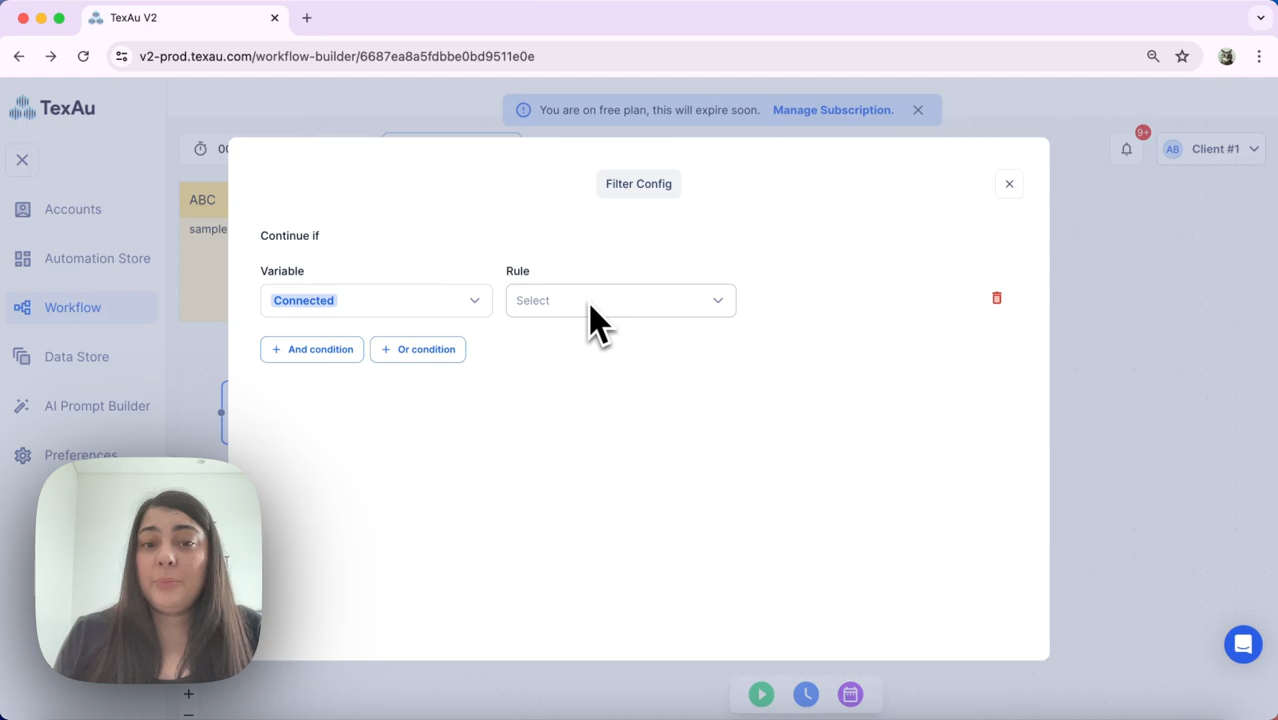 TexAu V2
v2-prod.texau.com/workflow-builder/6687ea8a5fdbbe0bd9511e0e
TexAu
You are on free plan, this will expire soon. Manage Subscription.
9+
AB Client #1
00
ABC
sample
Accounts
Automation Store
Workflow
Data Store
AI Prompt Builder
Preferences
Filter Config
Continue if
Variable Rule
Connected Select
+ And condition + Or condition